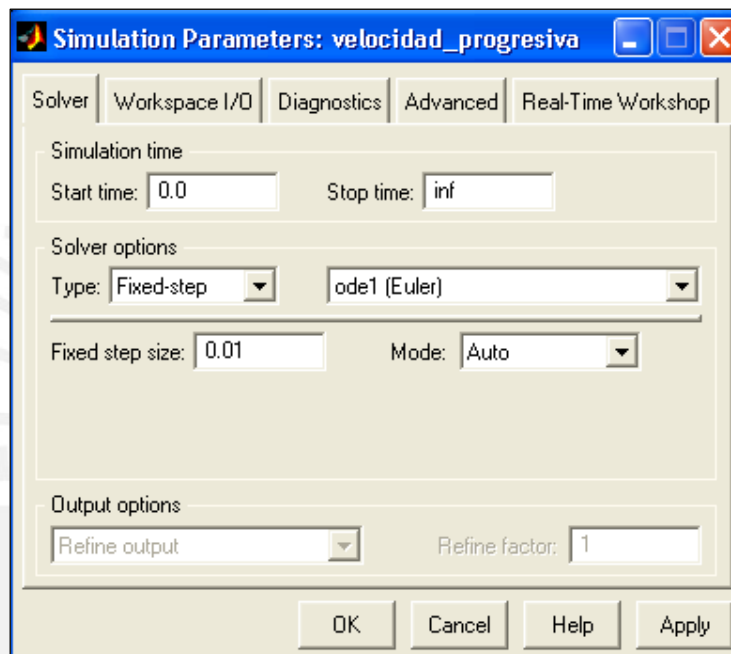 Simulation Parameters: velocidad_progresiva
Solver Workspace I/O Diagnostics Advanced Real-Time Workshop
Simulation time
Start time: 0.0 Stop time: inf
Solver options
Type: Fixed-step ode1 (Euler)
Fixed step size: 0.01 Mode: Auto
Output options
Refine output Refine factor: 1
OK Cancel Help Apply